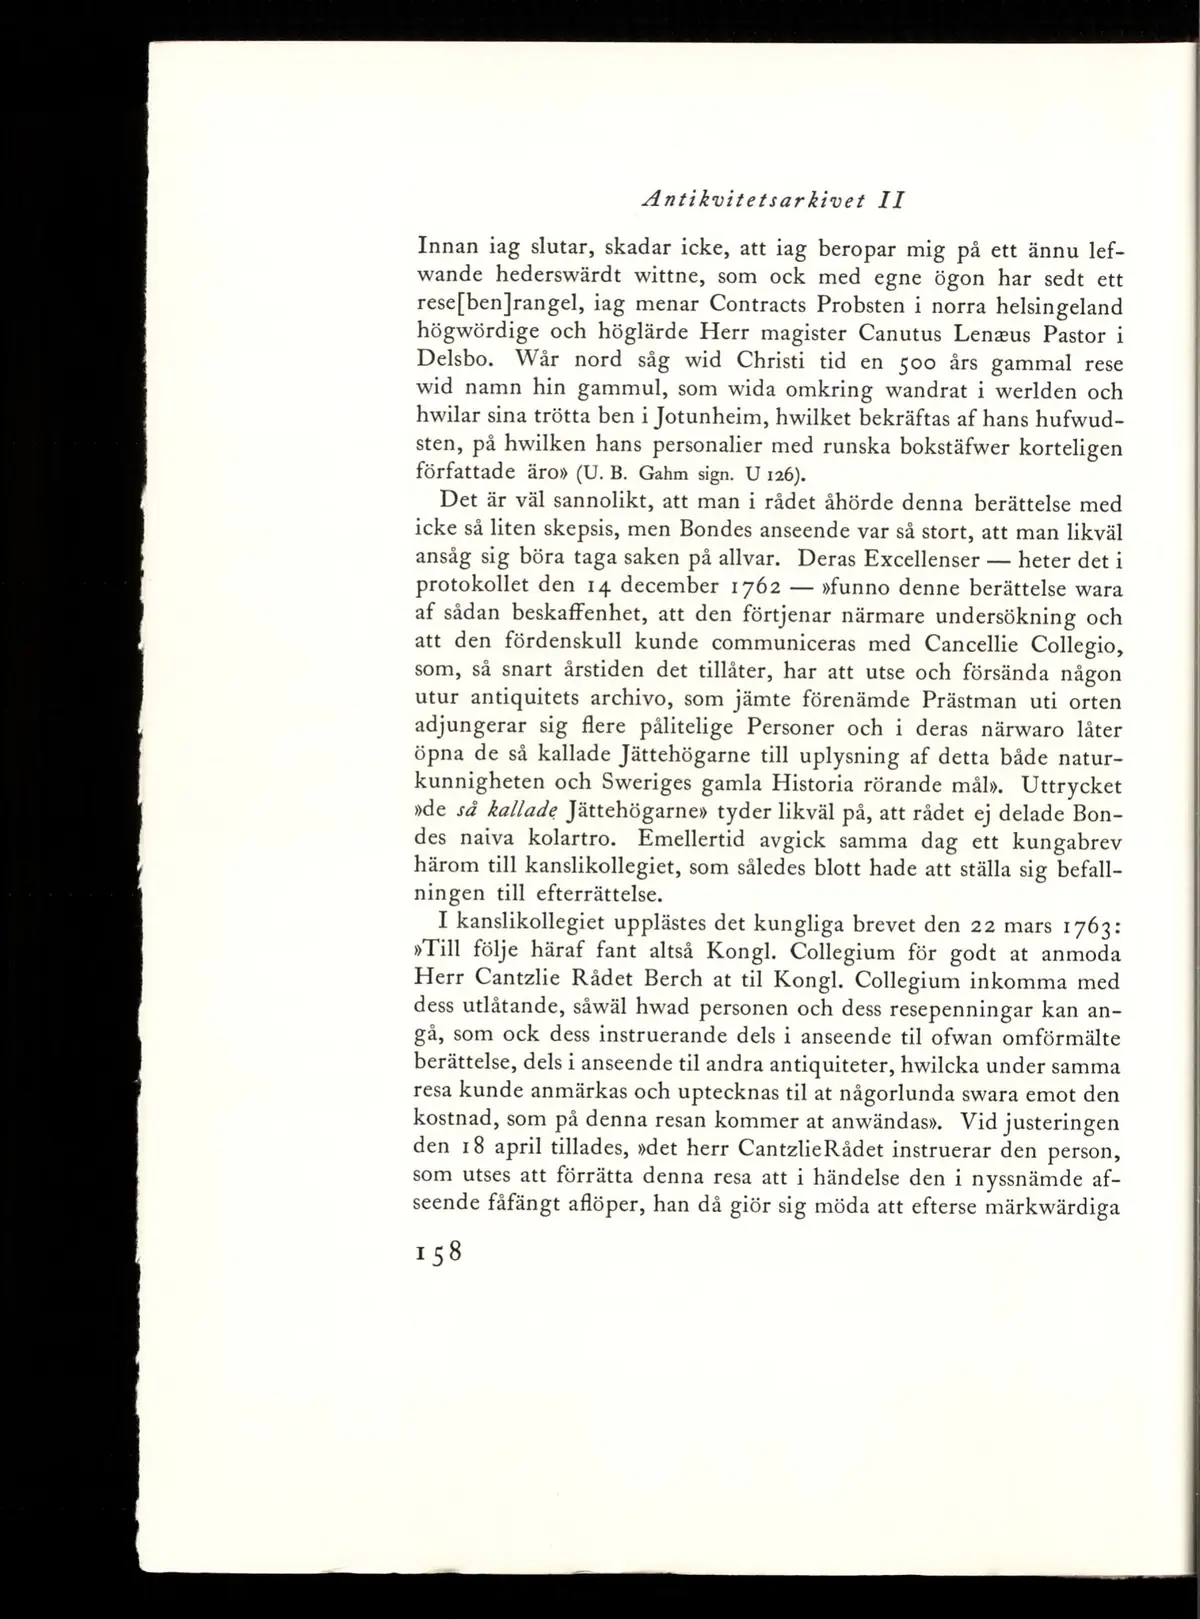 Antikvitetsarkivet II
Innan iag slutar, skadar icke, att iag beropar mig på ett ännu lef-
wande hederswärdt wittne, som ock med egne ögon har sedt ett
rese[ben]rangel, iag menar Contracts Probsten i norra helsingeland
högwördige och höglärde Herr magister Canutus Lenæus Pastor i
Delsbo. Wår nord såg wid Christi tid en 500 års gammal rese
wid namn hin gammul, som wida omkring wandrat i werlden och
hwilar sina trötta ben i Jotunheim, hwilket bekräftas af hans hufwud-
sten, på hwilken hans personalier med runska bokstäfwer korteligen
författade äro» (U. B. Gahm sign. U 126).
Det är väl sannolikt, att man i rådet åhörde denna berättelse med
icke så liten skepsis, men Bondes anseende var så stort, att man likväl
ansåg sig böra taga saken på allvar. Deras Excellenser — heter det i
protokollet den 14 december 1762 — »funno denne berättelse wara
af sådan beskaffenhet, att den förtjenar närmare undersökning och
att den fördenskull kunde communiceras med Cancellie Collegio,
som, så snart årstiden det tillåter, har att utse och försända någon
utur antiquitets archivo, som jämte förenämde Prästman uti orten
adjungerar sig flere pålitelige Personer och i deras närwaro låter
öpna de så kallade Jättehögarne till uplysning af detta både natur-
kunnigheten och Sweriges gamla Historia rörande mål». Uttrycket
»de så kallade Jättehögarne» tyder likväl på, att rådet ej delade Bon-
des naiva kolartro. Emellertid avgick samma dag ett kungabrev
härom till kanslikollegiet, som således blott hade att ställa sig befall-
ningen till efterrättelse.
I kanslikollegiet upplästes det kungliga brevet den 22 mars 1763:
»Till följe häraf fant altså Kongl. Collegium för godt at anmoda
Herr Cantzlie Rådet Berch at til Kongl. Collegium inkomma med
dess utlåtande, såwäl hwad personen och dess resepenningar kan an-
gå, som ock dess instruerande dels i anseende til ofwan omförmälte
berättelse, dels i anseende til andra antiquiteter, hwilcka under samma
resa kunde anmärkas och uptecknas til at någorlunda swara emot den
kostnad, som på denna resan kommer at anwändas». Vid justeringen
den 18 april tillades, »det herr CantzlieRådet instruerar den person,
som utses att förrätta denna resa att i händelse den i nyssnämde af-
seende fåfängt aflöper, han då giör sig möda att efterse märkwärdiga
158